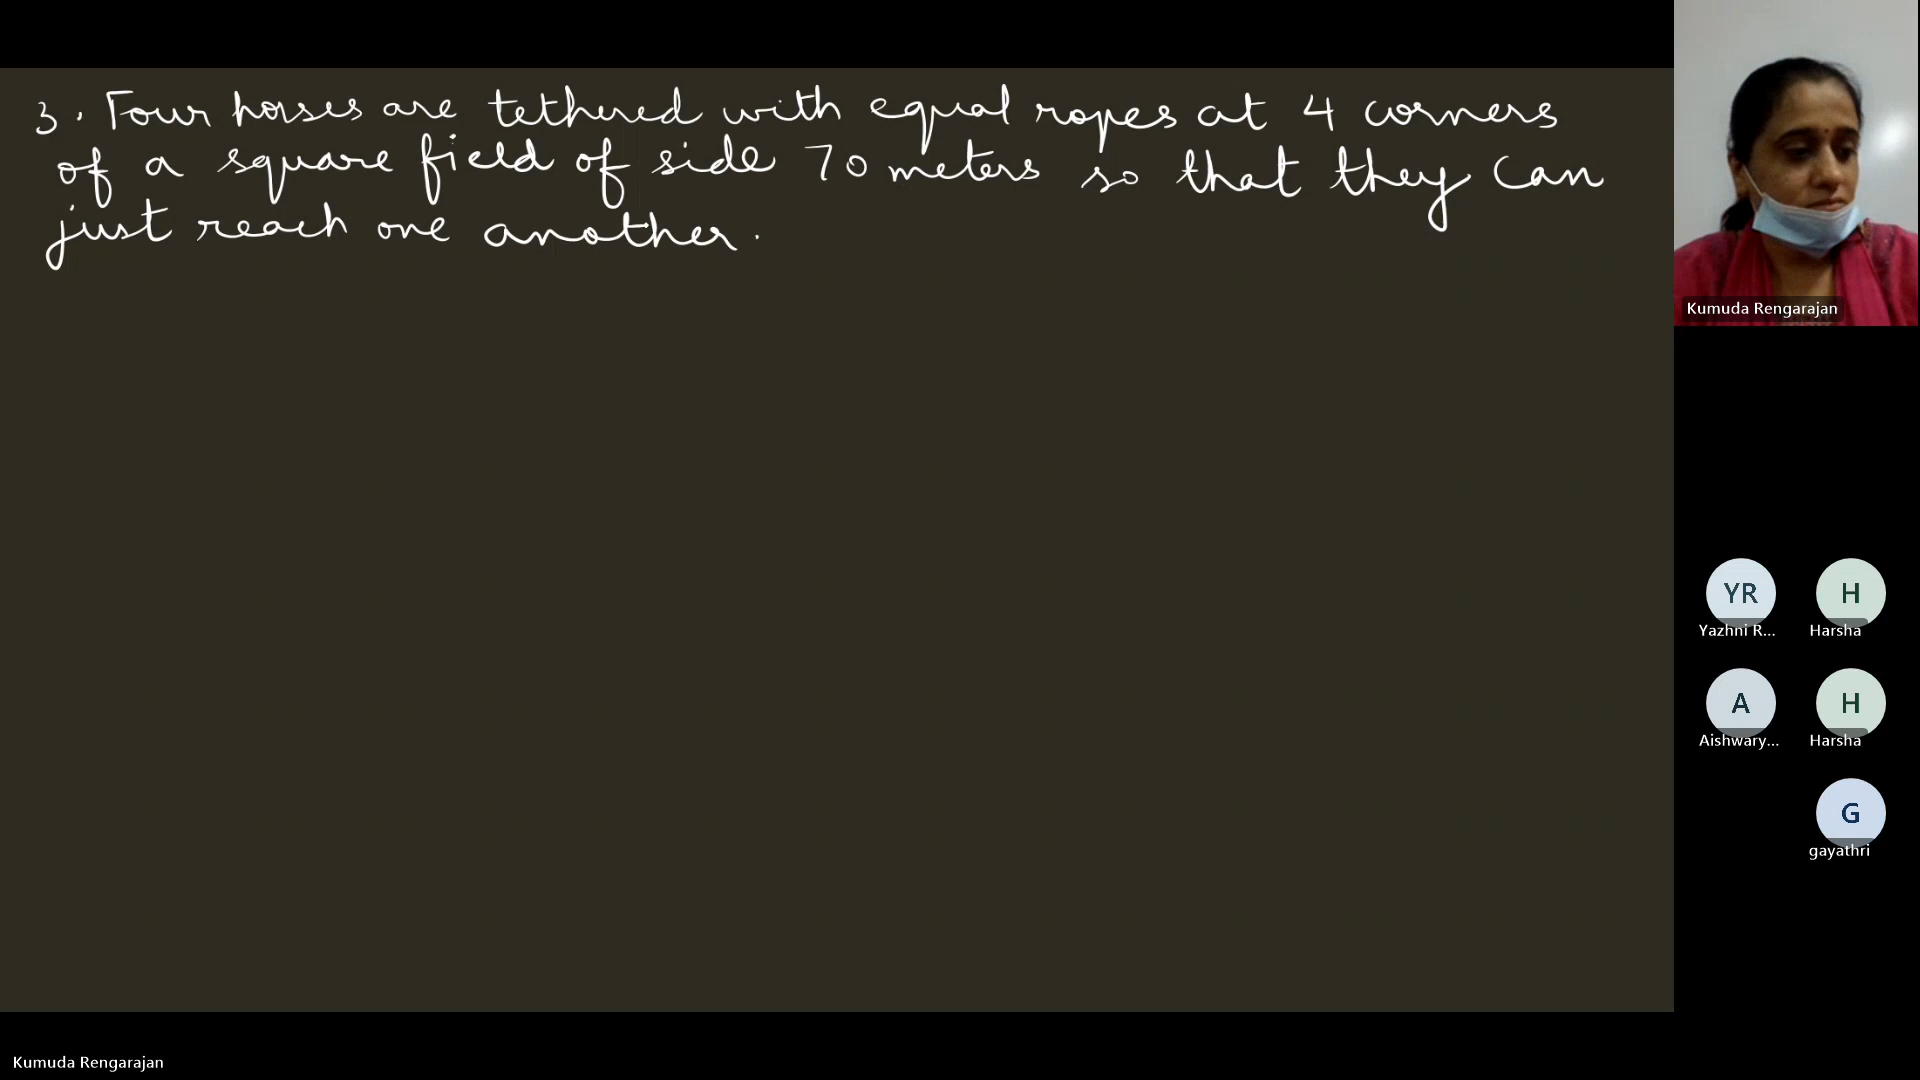 3. Four horses are tethered with equal ropes at 4 corners
of a square field of side 70 meters so that they can
just reach one another.
Kumuda Rengarajan
YR
H
Yazhni R...
Harsha
A
H
Aishwary...
Harsha
G
gayathri
Kumuda Rengarajan